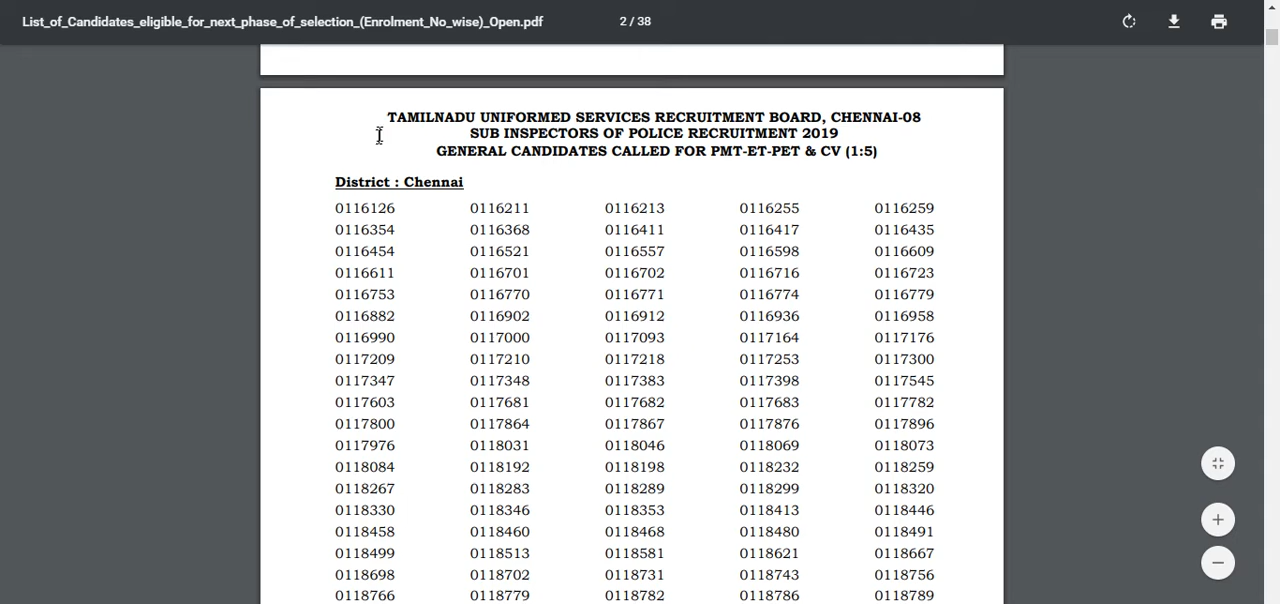 List_of_Candidates_eligible_for_next_phase_of_selection_(Enrolment_No_wise)_Open.pdf 2 / 38
TAMILNADU UNIFORMED SERVICES RECRUITMENT BOARD, CHENNAI-08
SUB INSPECTORS OF POLICE RECRUITMENT 2019
GENERAL CANDIDATES CALLED FOR PMT-ET-PET & CV (1:5)
District : Chennai
0116126 0116211 0116213 0116255 0116259
0116354 0116368 0116411 0116417 0116435
0116454 0116521 0116557 0116598 0116609
0116611 0116701 0116702 0116716 0116723
0116753 0116770 0116771 0116774 0116779
0116882 0116902 0116912 0116936 0116958
0116990 0117000 0117093 0117164 0117176
0117209 0117210 0117218 0117253 0117300
0117347 0117348 0117383 0117398 0117545
0117603 0117681 0117682 0117683 0117782
0117800 0117864 0117867 0117876 0117896
0117976 0118031 0118046 0118069 0118073
0118084 0118192 0118198 0118232 0118259
0118267 0118283 0118289 0118299 0118320
0118330 0118346 0118353 0118413 0118446
0118458 0118460 0118468 0118480 0118491
0118499 0118513 0118581 0118621 0118667
0118698 0118702 0118731 0118743 0118756
0118766 0118779 0118782 0118786 0118789